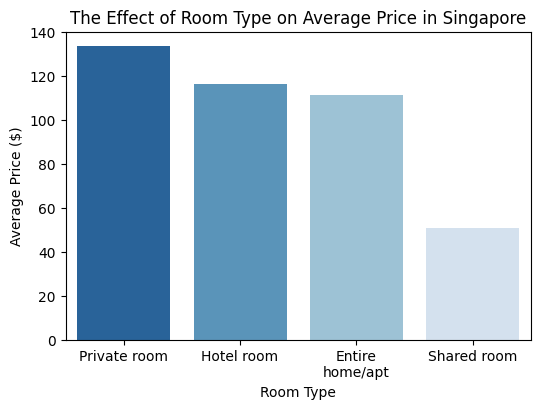 The Effect of Room Type on Average Price in Singapore
140
120
100
80
60
40
20
0
Average Price ($)
Private room
Hotel room
Entire
home/apt
Shared room
Room Type